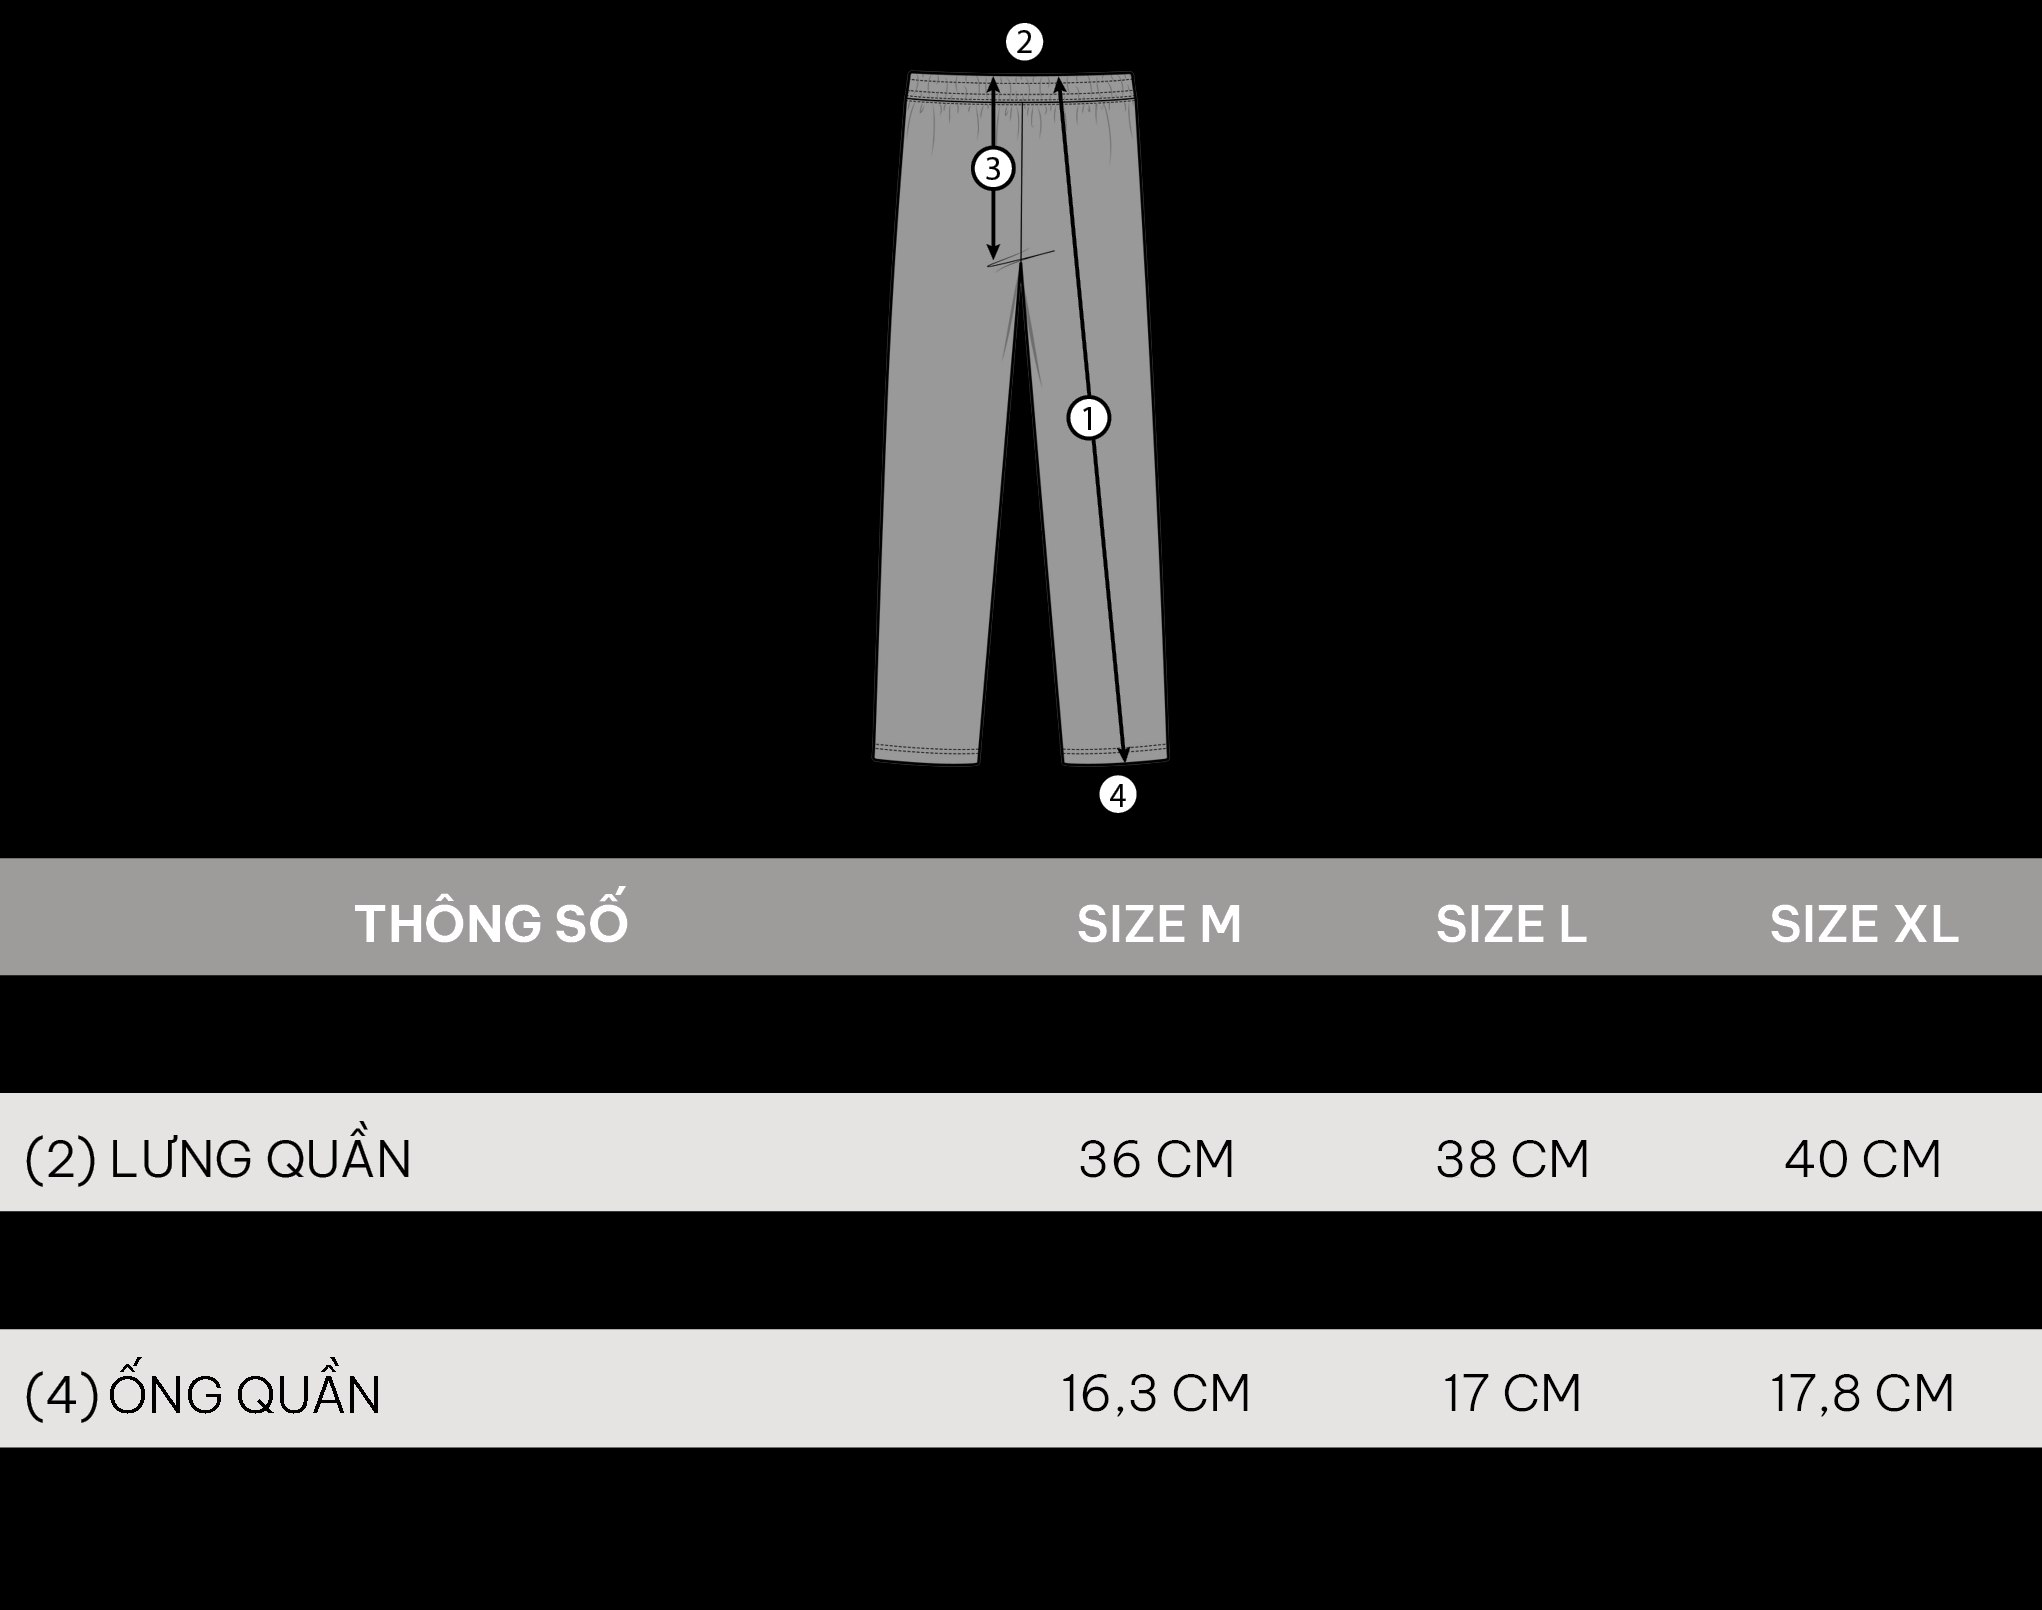 2
3
1
4
THÔNG SỐ SIZE M SIZE L SIZE XL
(2) LƯNG QUẦN 36 CM 38 CM 40 CM
(4) ỐNG QUẦN 16,3 CM 17 CM 17,8 CM